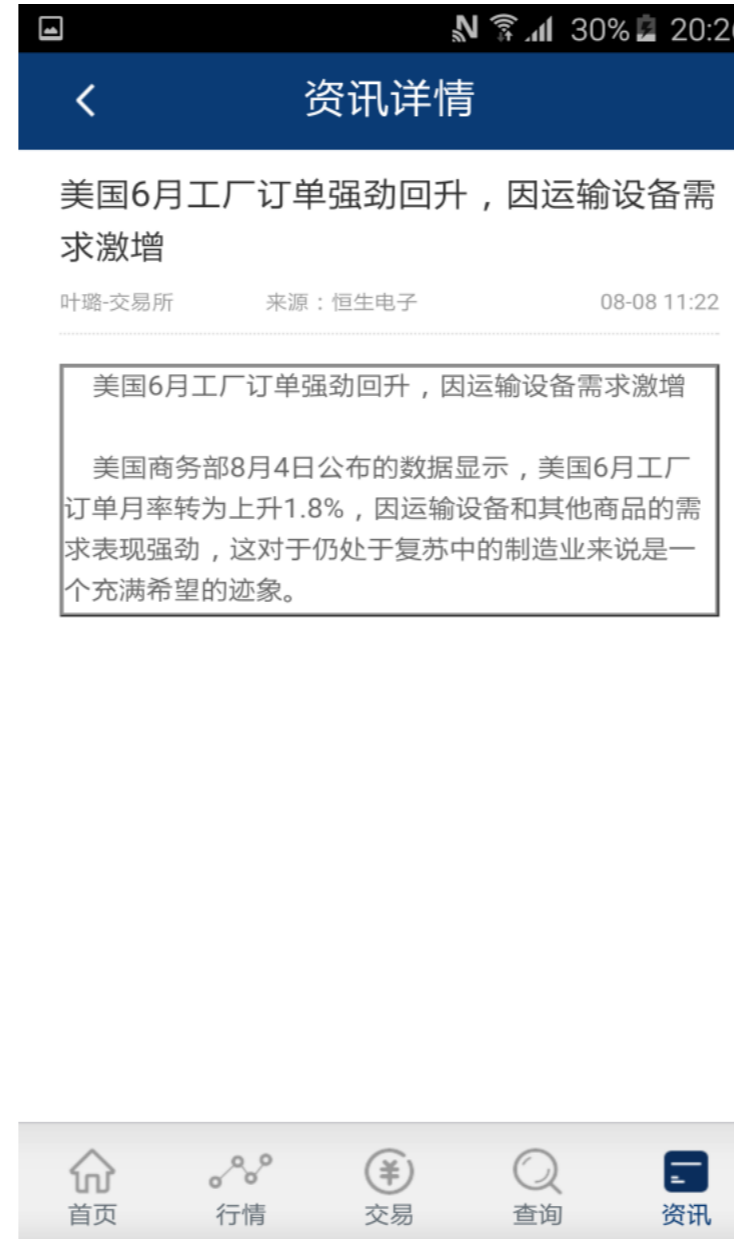 30% 20:2
资讯详情
美国6月工厂订单强劲回升，因运输设备需
求激增
叶璐-交易所 来源：恒生电子 08-08 11:22
美国6月工厂订单强劲回升，因运输设备需求激增
美国商务部8月4日公布的数据显示，美国6月工厂
订单月率转为上升1.8%，因运输设备和其他商品的需
求表现强劲，这对于仍处于复苏中的制造业来说是一
个充满希望的迹象。
首页 行情 交易 查询 资讯